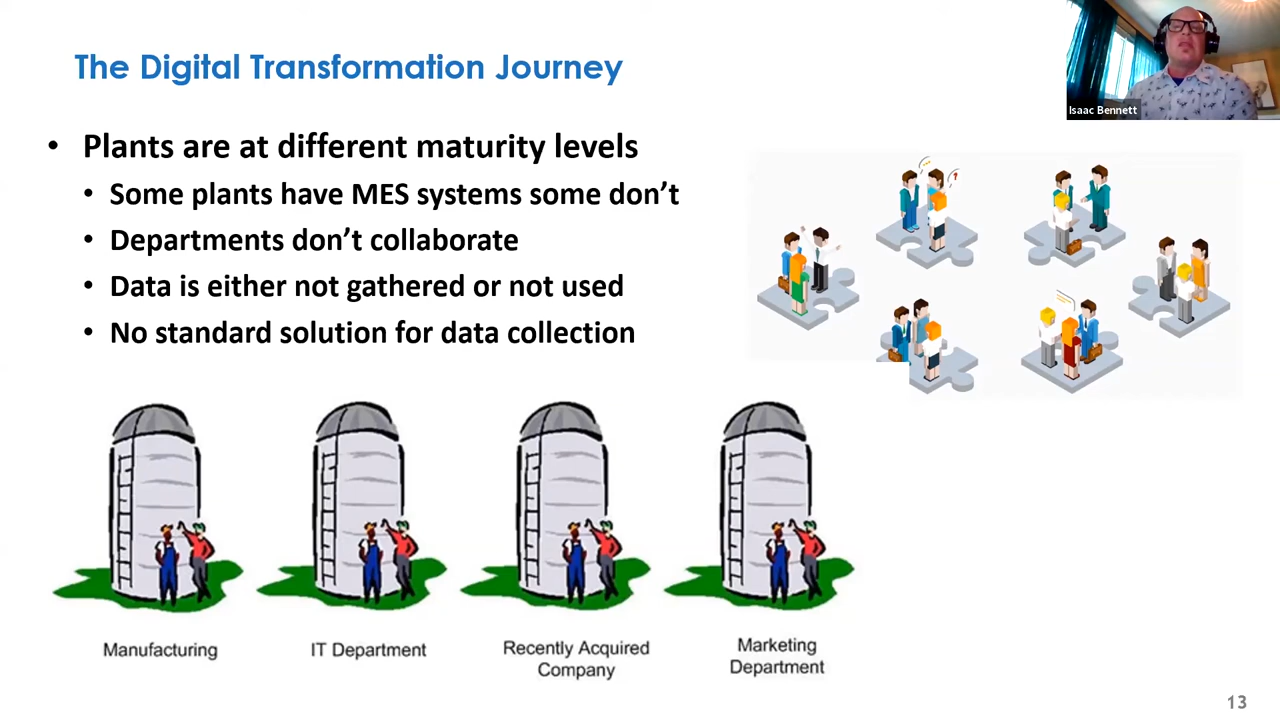 The Digital Transformation Journey
Isaac Bennett
• Plants are at different maturity levels
• Some plants have MES systems some don’t
• Departments don’t collaborate
• Data is either not gathered or not used
• No standard solution for data collection
?
Manufacturing
IT Department
Recently Acquired
Company
Marketing
Department
13